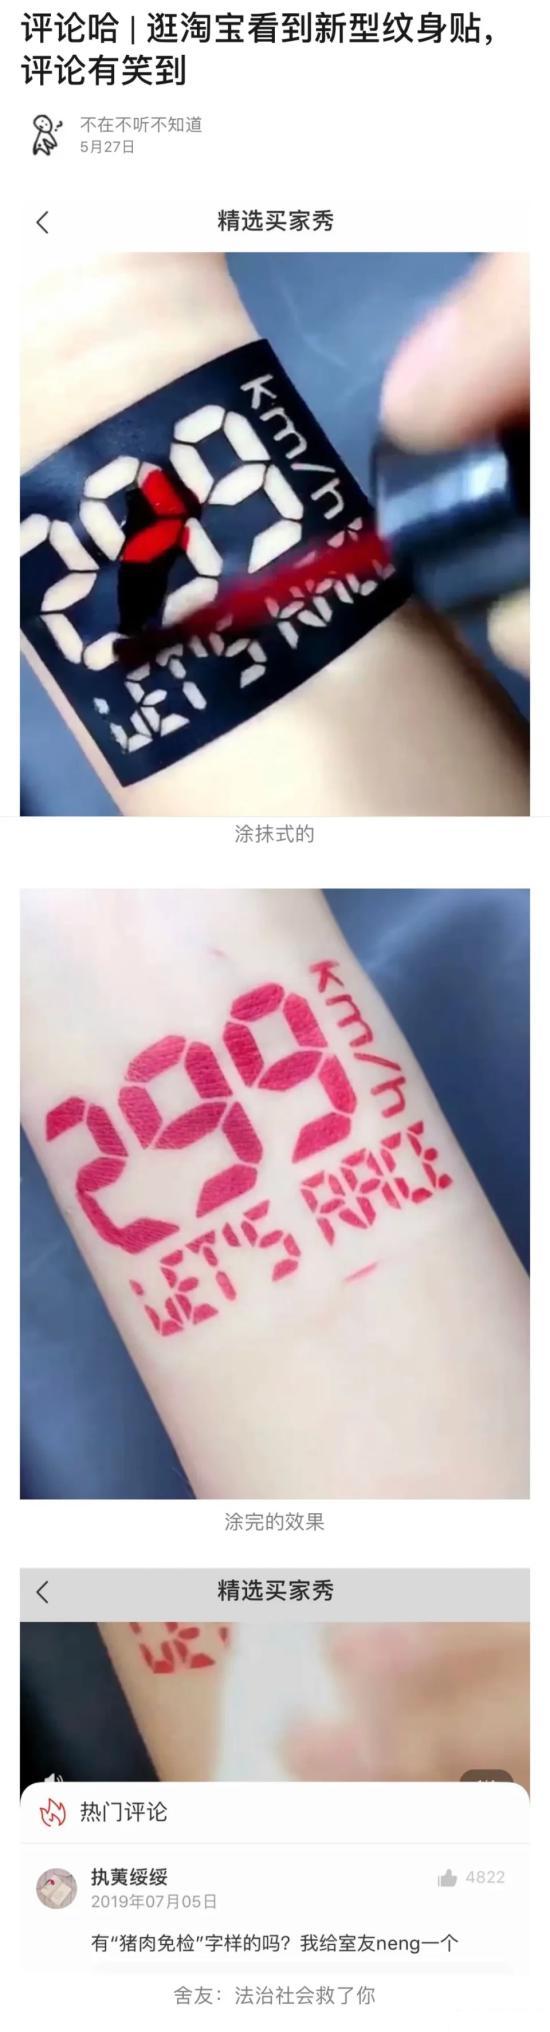 评论哈 | 逛淘宝看到新型纹身贴，
评论有笑到
不在不听不知道
5月27日
精选买家秀
299
km/h
LET'S RACE
涂抹式的
299
km/h
LET'S RACE
涂完的效果
精选买家秀
LE
热门评论
执荑绥绥
4822
2019年07月05日
有“猪肉免检”字样的吗？我给室友neng一个
舍友：法治社会救了你